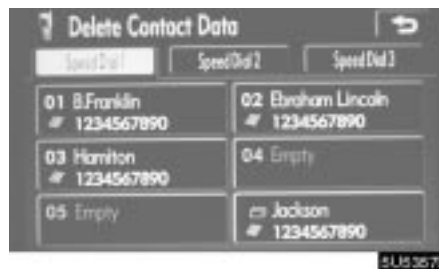 Delete Contact Data
Speed Dial 1 Speed Dial 2 Speed Dial 3
01 B.Franklin 02 Ebraham Lincoln
1234567890 1234567890
03 Hamiton 04 Empty
1234567890
05 Empty Jackson
1234567890
5U5357